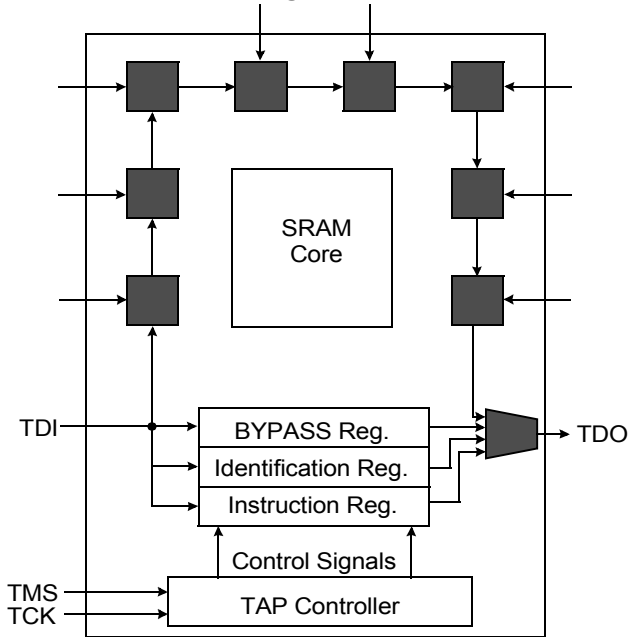 SRAM
Core
TDI
BYPASS Reg.
TDO
Identification Reg.
Instruction Reg.
Control Signals
TMS
TCK
TAP Controller